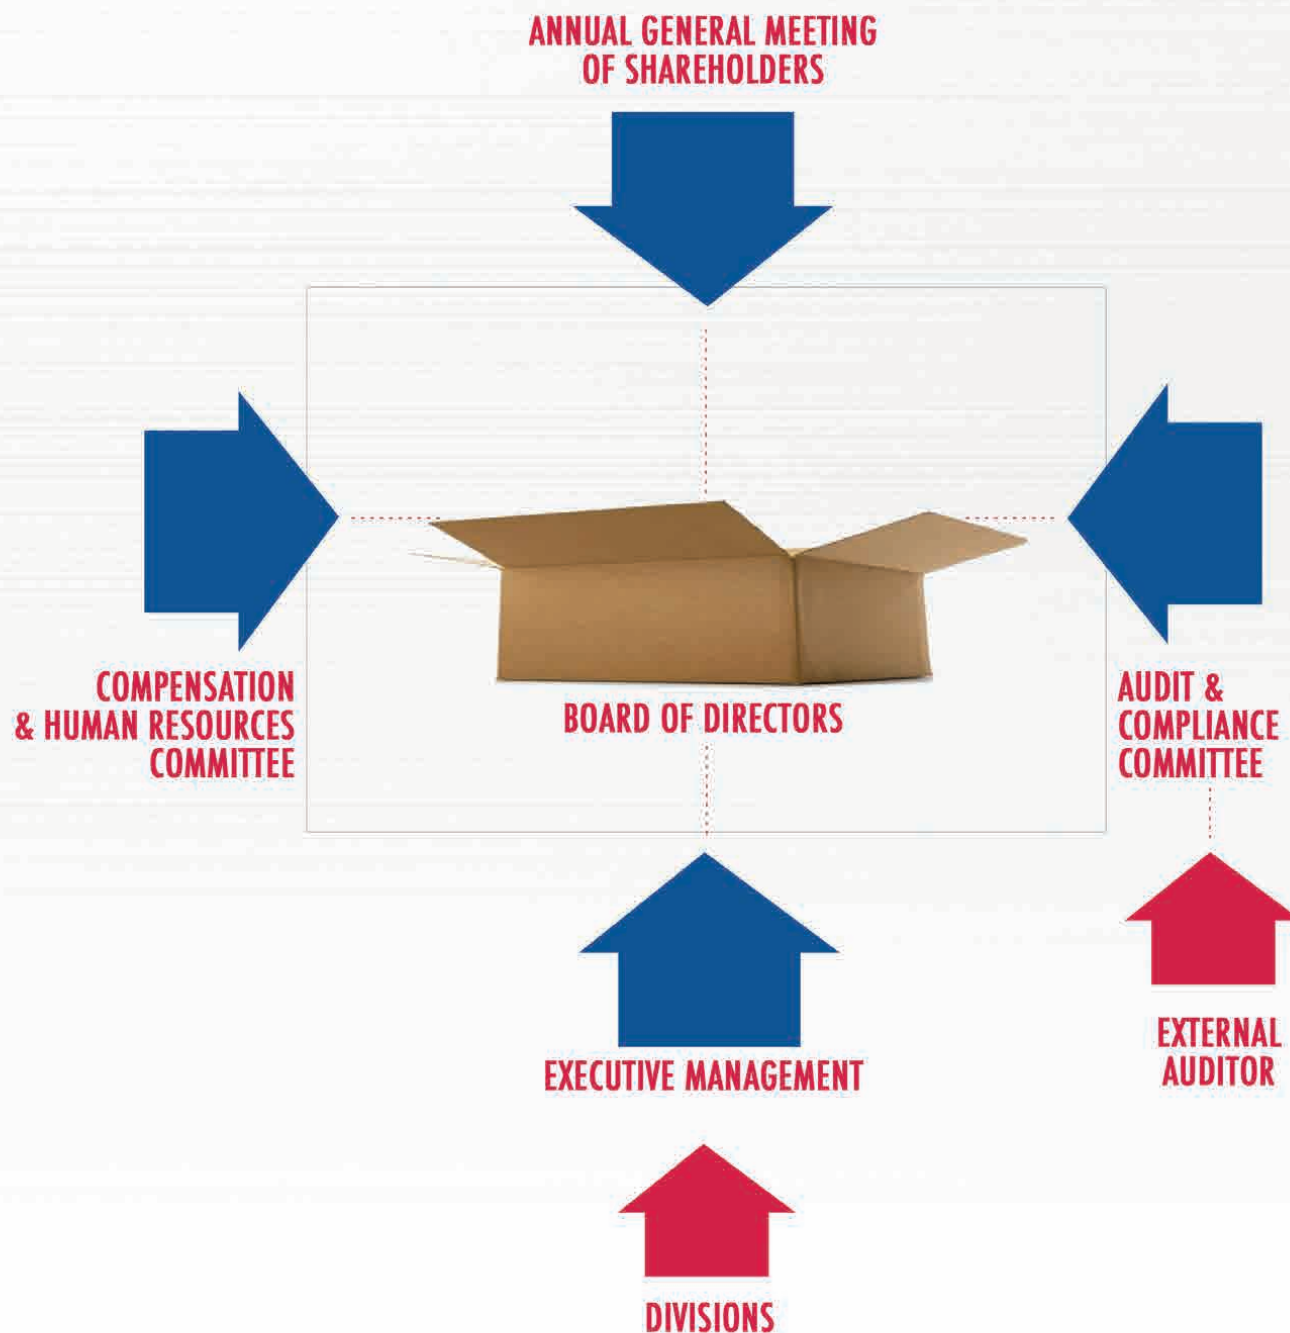 ANNUAL GENERAL MEETING
OF SHAREHOLDERS
COMPENSATION
& HUMAN RESOURCES
COMMITTEE
BOARD OF DIRECTORS
AUDIT &
COMPLIANCE
COMMITTEE
EXECUTIVE MANAGEMENT
EXTERNAL
AUDITOR
DIVISIONS